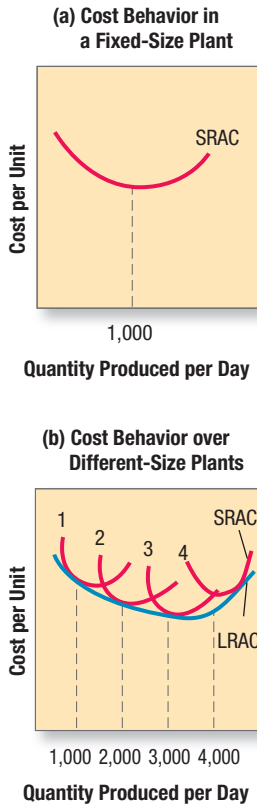 (a) Cost Behavior in
a Fixed-Size Plant
SRAC
Cost per Unit
1,000
Quantity Produced per Day
(b) Cost Behavior over
Different-Size Plants
1
2
3
4
SRAC
LRAC
Cost per Unit
1,000 2,000 3,000 4,000
Quantity Produced per Day